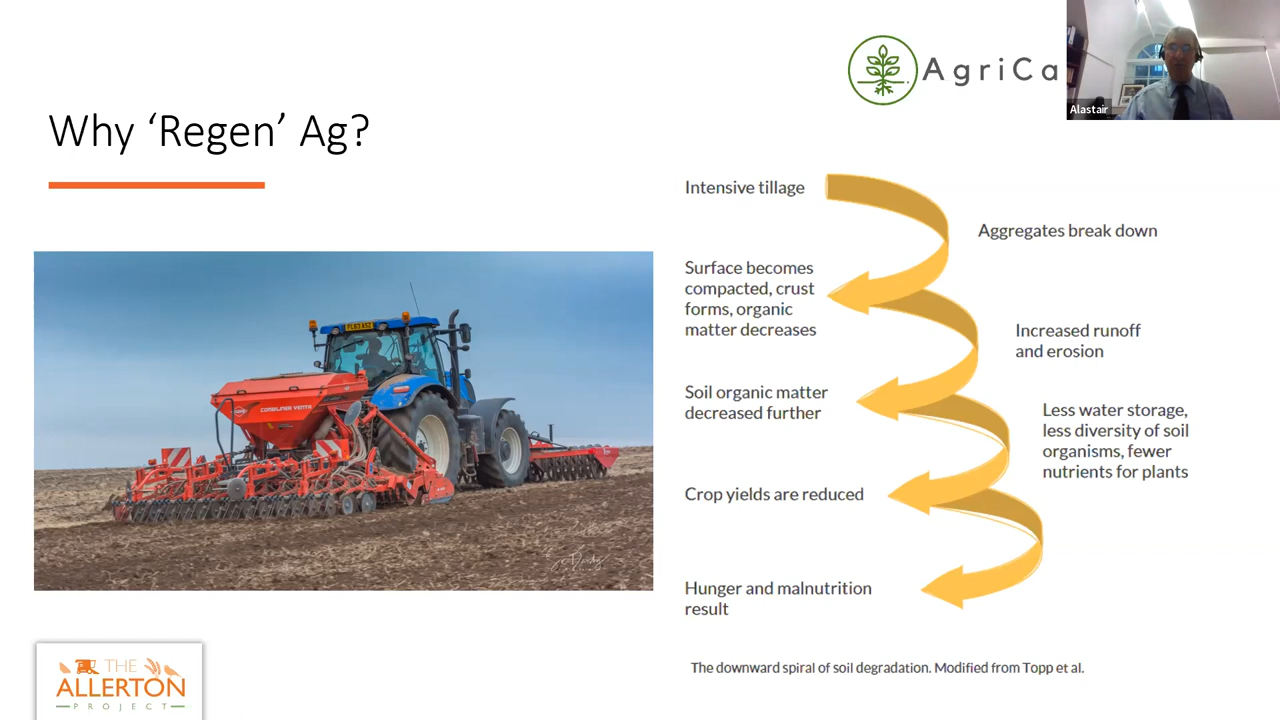 AgriCa
Alastair
Why ‘Regen’ Ag?
Intensive tillage
Aggregates break down
Surface becomes
compacted, crust
forms, organic
matter decreases
Increased runoff
and erosion
Soil organic matter
decreased further
Less water storage,
less diversity of soil
organisms, fewer
nutrients for plants
Crop yields are reduced
Hunger and malnutrition
result
The downward spiral of soil degradation. Modified from Topp et al.
COMBILINER VENTA
THE
ALLERTON
PROJECT